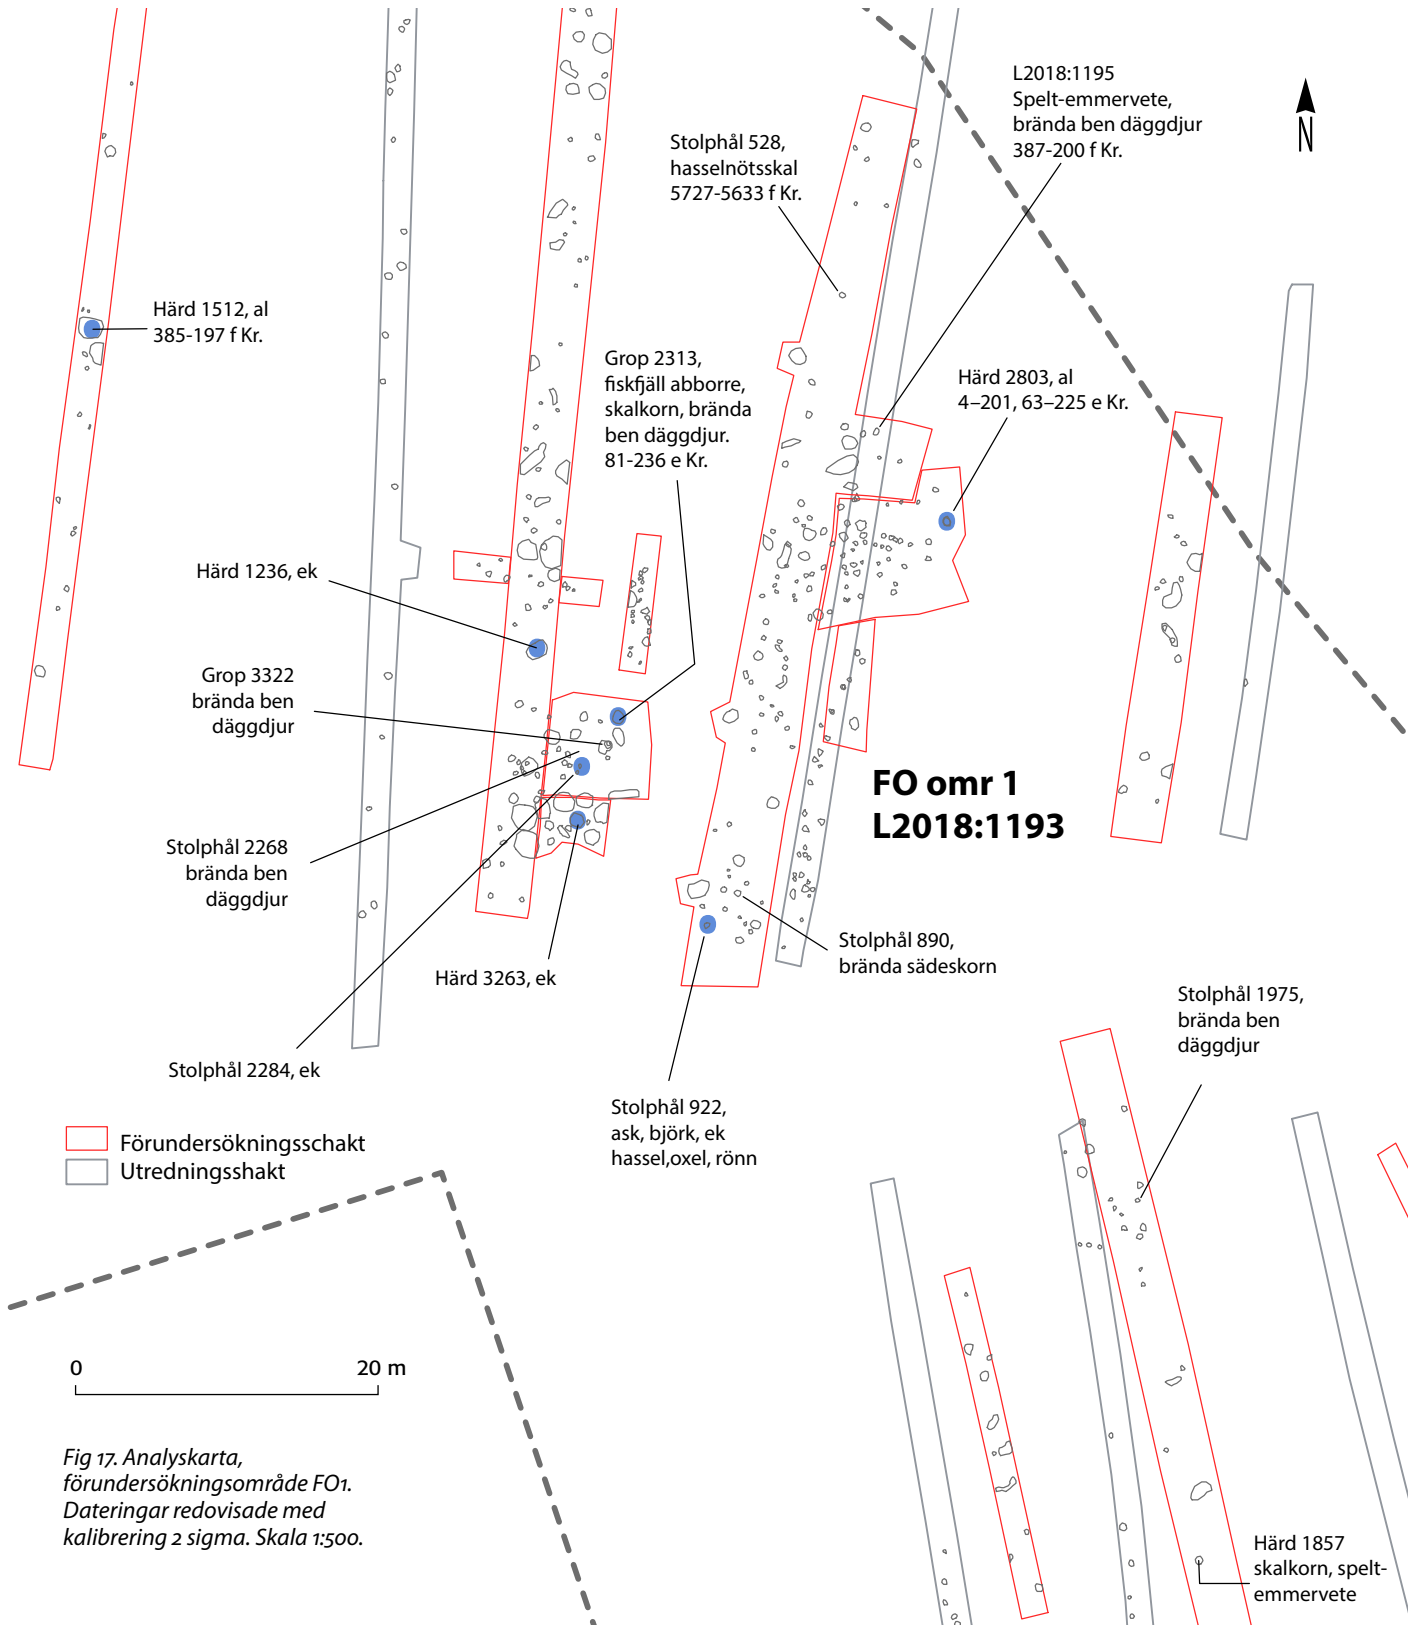 L2018:1195
Spelt-emmervete,
brända ben däggdjur
387-200 f Kr.
N
Stolphål 528,
hasselnötsskal
5727-5633 f Kr.
Härd 1512, al
385-197 f Kr.
Grop 2313,
fiskfjäll abborre,
skalkorn, brända
ben däggdjur.
81-236 e Kr.
Härd 2803, al
4–201, 63–225 e Kr.
Härd 1236, ek
Grop 3322
brända ben
däggdjur
FO omr 1
L2018:1193
Stolphål 2268
brända ben
däggdjur
Stolphål 890,
brända sädeskorn
Härd 3263, ek
Stolphål 1975,
brända ben
däggdjur
Stolphål 2284, ek
Stolphål 922,
ask, björk, ek
hassel,oxel, rönn
Förundersökningsschakt
Utredningsshakt
0 20 m
Fig 17. Analyskarta,
förundersökningsområde FO1.
Dateringar redovisade med
kalibrering 2 sigma. Skala 1:500.
Härd 1857
skalkorn, spelt-
emmervete